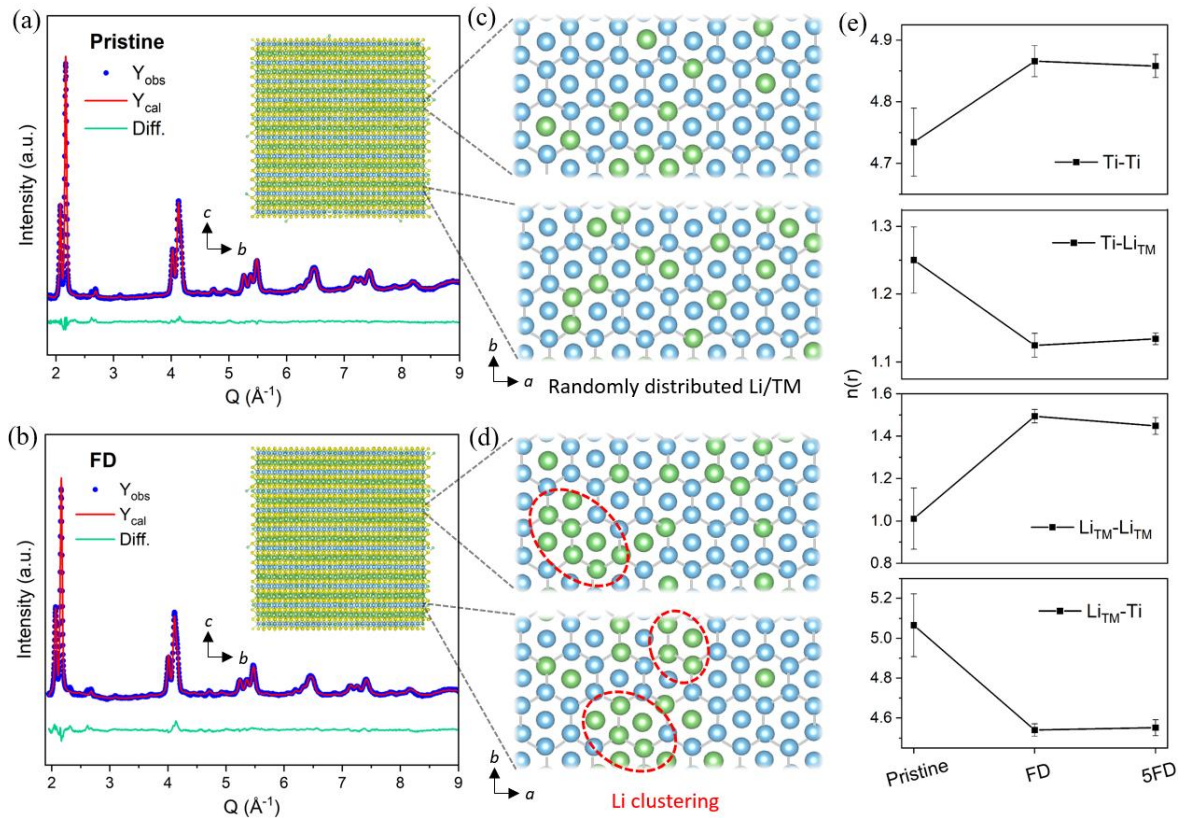 (a)
Pristine
Y_obs
Y_cal
Diff.
c
b
Intensity (a.u.)
2 3 4 5 6 7 8 9
Q (Å⁻¹)
(b)
FD
Y_obs
Y_cal
Diff.
c
b
Intensity (a.u.)
2 3 4 5 6 7 8 9
Q (Å⁻¹)
(c)
b
a
Randomly distributed Li/TM
(d)
b
a
Li clustering
(e)
4.9
4.8
4.7
Ti-Ti
1.3
1.2
1.1
Ti-Li_TM
n(r)
1.6
1.4
1.2
1.0
0.8
Li_TM-Li_TM
5.2
5.0
4.8
4.6
Li_TM-Ti
Pristine FD 5FD